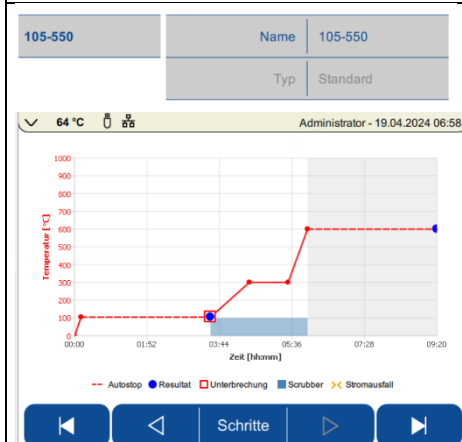 105-550
Name 105-550
Typ Standard
64 °C Administrator - 19.04.2024 06:58
Temperatur [°C]
1000
900
800
700
600
500
400
300
200
100
0
00:00 01:52 03:44 05:36 07:28 09:20
Zeit [hh:mm]
Autostop Resultat Unterbrechung Scrubber Stromausfall
Schritte